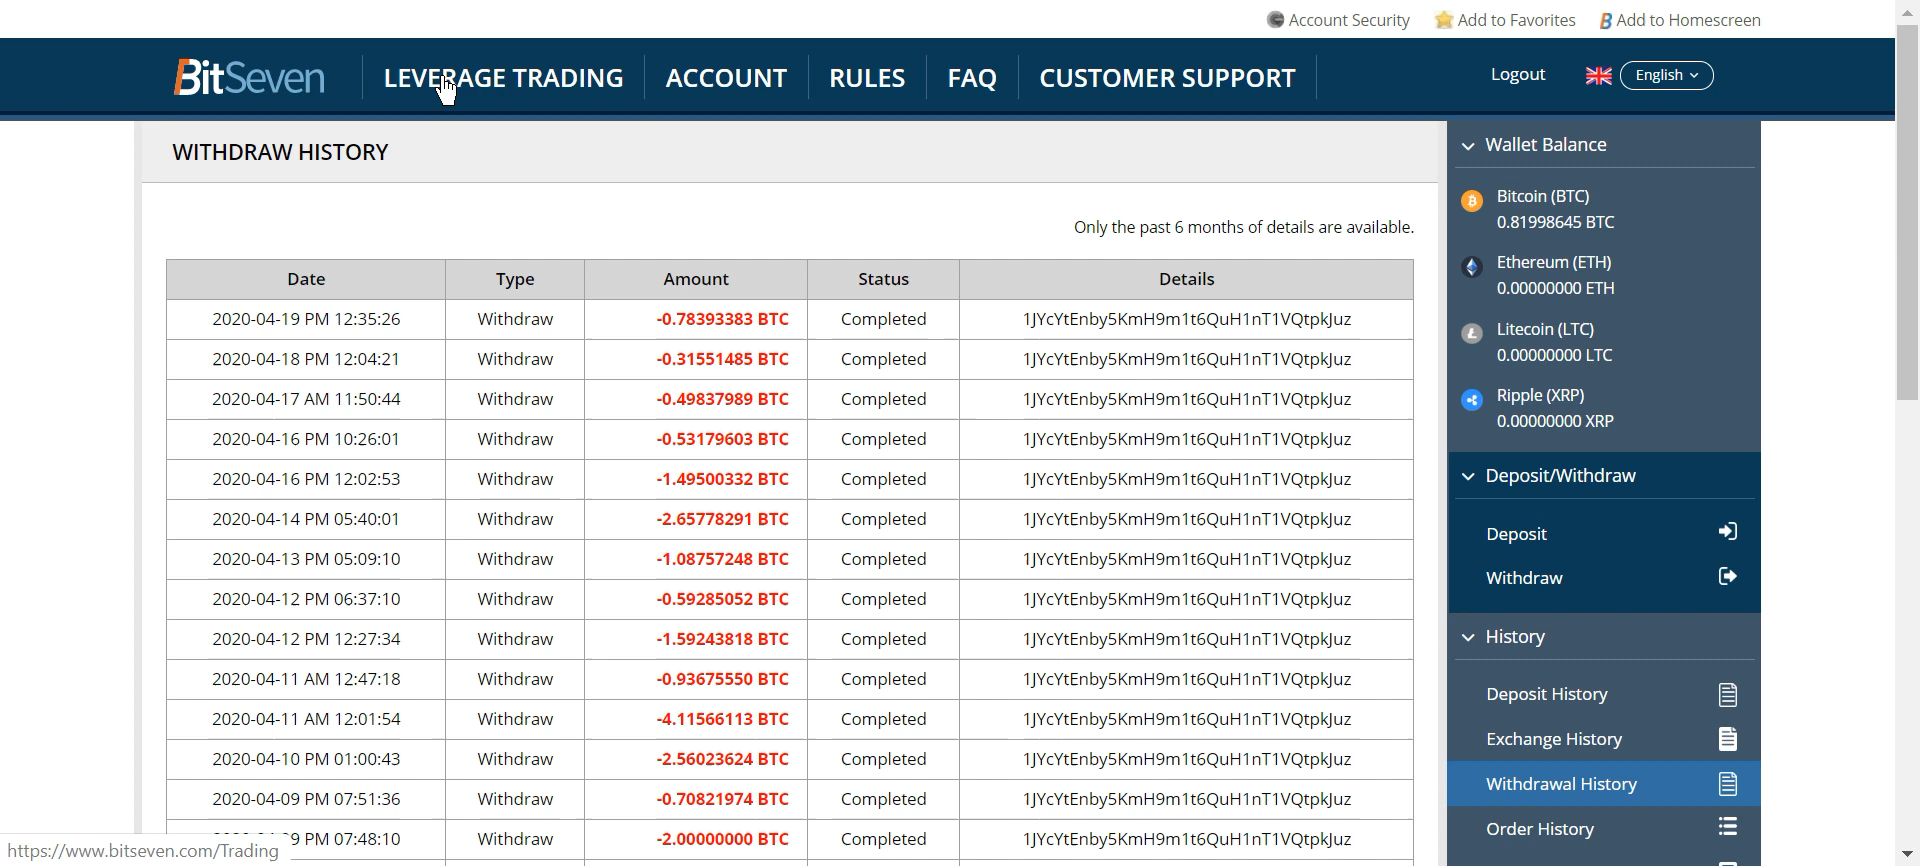 Account Security Add to Favorites Add to Homescreen
BitSeven LEVERAGE TRADING ACCOUNT RULES FAQ CUSTOMER SUPPORT Logout English
WITHDRAW HISTORY
Only the past 6 months of details are available.
Date Type Amount Status Details
2020-04-19 PM 12:35:26 Withdraw -0.78393383 BTC Completed 1JYcYtEnby5KmH9m1t6QuH1nT1VQtpkJuz
2020-04-18 PM 12:04:21 Withdraw -0.31551485 BTC Completed 1JYcYtEnby5KmH9m1t6QuH1nT1VQtpkJuz
2020-04-17 AM 11:50:44 Withdraw -0.49837989 BTC Completed 1JYcYtEnby5KmH9m1t6QuH1nT1VQtpkJuz
2020-04-16 PM 10:26:01 Withdraw -0.53179603 BTC Completed 1JYcYtEnby5KmH9m1t6QuH1nT1VQtpkJuz
2020-04-16 PM 12:02:53 Withdraw -1.49500332 BTC Completed 1JYcYtEnby5KmH9m1t6QuH1nT1VQtpkJuz
2020-04-14 PM 05:40:01 Withdraw -2.65778291 BTC Completed 1JYcYtEnby5KmH9m1t6QuH1nT1VQtpkJuz
2020-04-13 PM 05:09:10 Withdraw -1.08757248 BTC Completed 1JYcYtEnby5KmH9m1t6QuH1nT1VQtpkJuz
2020-04-12 PM 06:37:10 Withdraw -0.59285052 BTC Completed 1JYcYtEnby5KmH9m1t6QuH1nT1VQtpkJuz
2020-04-12 PM 12:27:34 Withdraw -1.59243818 BTC Completed 1JYcYtEnby5KmH9m1t6QuH1nT1VQtpkJuz
2020-04-11 AM 12:47:18 Withdraw -0.93675550 BTC Completed 1JYcYtEnby5KmH9m1t6QuH1nT1VQtpkJuz
2020-04-11 AM 12:01:54 Withdraw -4.11566113 BTC Completed 1JYcYtEnby5KmH9m1t6QuH1nT1VQtpkJuz
2020-04-10 PM 01:00:43 Withdraw -2.56023624 BTC Completed 1JYcYtEnby5KmH9m1t6QuH1nT1VQtpkJuz
2020-04-09 PM 07:51:36 Withdraw -0.70821974 BTC Completed 1JYcYtEnby5KmH9m1t6QuH1nT1VQtpkJuz
9 PM 07:48:10 Withdraw -2.00000000 BTC Completed 1JYcYtEnby5KmH9m1t6QuH1nT1VQtpkJuz
https://www.bitseven.com/Trading
Wallet Balance
Bitcoin (BTC)
0.81998645 BTC
Ethereum (ETH)
0.00000000 ETH
Litecoin (LTC)
0.00000000 LTC
Ripple (XRP)
0.00000000 XRP
Deposit/Withdraw
Deposit
Withdraw
History
Deposit History
Exchange History
Withdrawal History
Order History